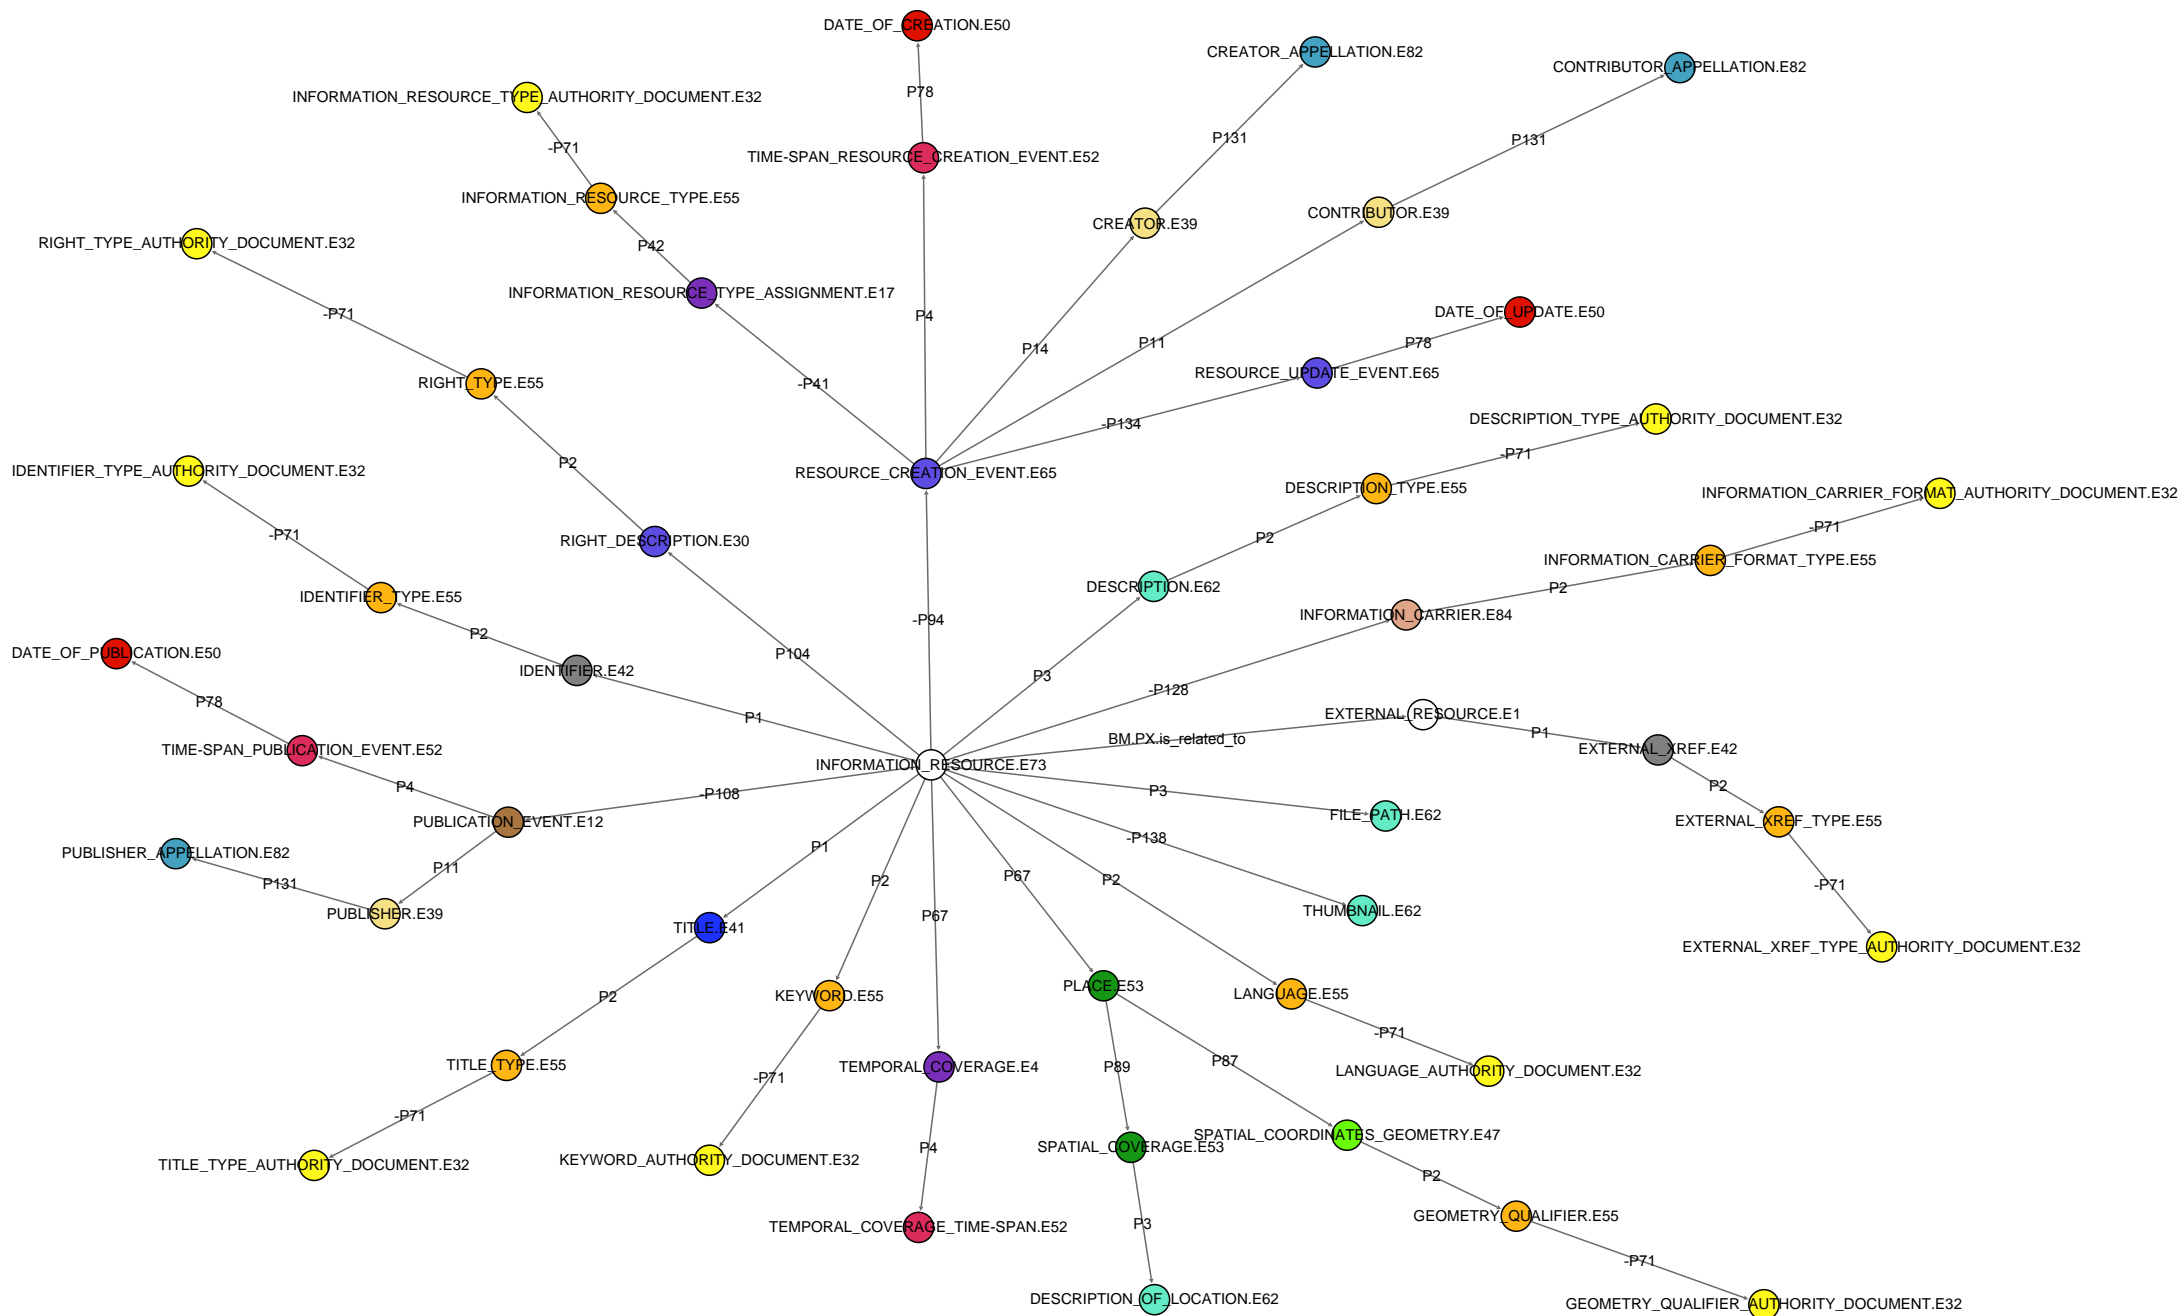 DATE_OF_CREATION.E50
CREATOR_APPELLATION.E82
CONTRIBUTOR_APPELLATION.E82
P78
INFORMATION_RESOURCE_TYPE_AUTHORITY_DOCUMENT.E32
P131
P131
-P71
TIME-SPAN_RESOURCE_CREATION_EVENT.E52
INFORMATION_RESOURCE_TYPE.E55
CREATOR.E39
CONTRIBUTOR.E39
RIGHT_TYPE_AUTHORITY_DOCUMENT.E32
P42
INFORMATION_RESOURCE_TYPE_ASSIGNMENT.E17
-P71
P4
DATE_OF_UPDATE.E50
P14
P11
P78
RESOURCE_UPDATE_EVENT.E65
RIGHT_TYPE.E55
-P41
-P134
DESCRIPTION_TYPE_AUTHORITY_DOCUMENT.E32
-P71
P2
IDENTIFIER_TYPE_AUTHORITY_DOCUMENT.E32
RESOURCE_CREATION_EVENT.E65
DESCRIPTION_TYPE.E55
INFORMATION_CARRIER_FORMAT_AUTHORITY_DOCUMENT.E32
-P71
-P71
RIGHT_DESCRIPTION.E30
P2
INFORMATION_CARRIER_FORMAT_TYPE.E55
IDENTIFIER_TYPE.E55
DESCRIPTION.E62
P2
INFORMATION_CARRIER.E84
-P94
P2
DATE_OF_PUBLICATION.E50
P104
IDENTIFIER.E42
P3
-P128
P78
P1
EXTERNAL_RESOURCE.E1
P1
BM.PX.is_related_to
TIME-SPAN_PUBLICATION_EVENT.E52
EXTERNAL_XREF.E42
INFORMATION_RESOURCE.E73
P4
-P108
P3
P2
PUBLICATION_EVENT.E12
FILE_PATH.E62
EXTERNAL_XREF_TYPE.E55
PUBLISHER_APPELLATION.E82
P1
-P138
P11
P131
P2
P67
P2
-P71
PUBLISHER.E39
P67
THUMBNAIL.E62
TITLE.E41
EXTERNAL_XREF_TYPE_AUTHORITY_DOCUMENT.E32
P2
KEYWORD.E55
PLACE.E53
LANGUAGE.E55
-P71
TITLE_TYPE.E55
-P71
TEMPORAL_COVERAGE.E4
P89
P87
LANGUAGE_AUTHORITY_DOCUMENT.E32
-P71
P4
SPATIAL_COVERAGE.E53
SPATIAL_COORDINATES_GEOMETRY.E47
TITLE_TYPE_AUTHORITY_DOCUMENT.E32
KEYWORD_AUTHORITY_DOCUMENT.E32
P2
TEMPORAL_COVERAGE_TIME-SPAN.E52
P3
GEOMETRY_QUALIFIER.E55
-P71
DESCRIPTION_OF_LOCATION.E62
GEOMETRY_QUALIFIER_AUTHORITY_DOCUMENT.E32